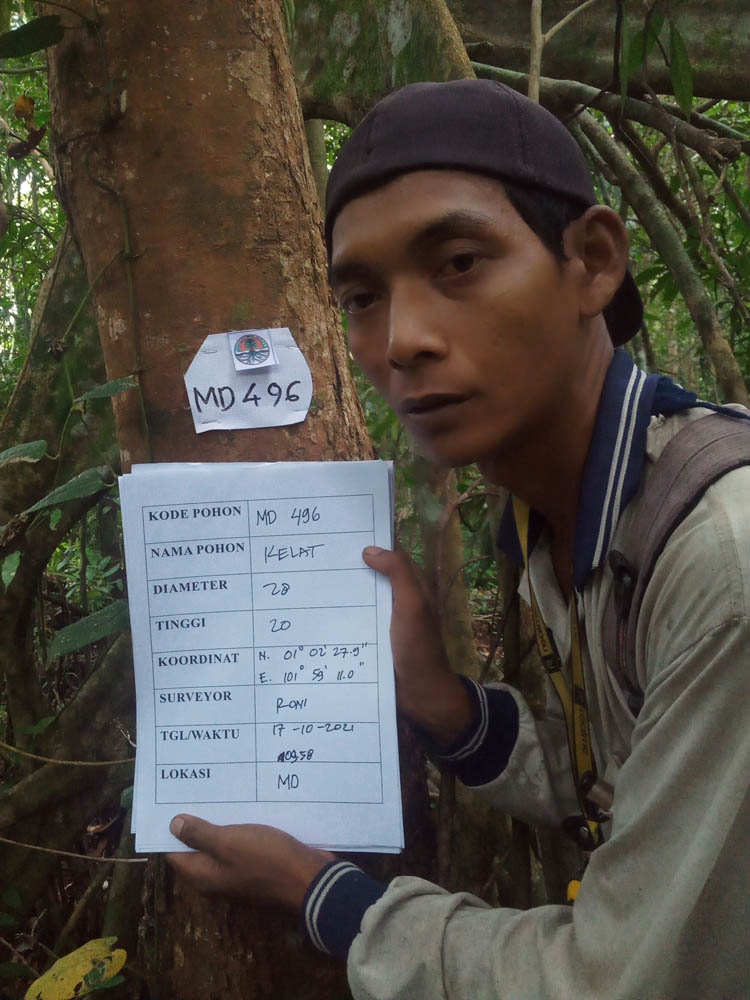 MD 496
KODE POHON MD 496
NAMA POHON KELAT
DIAMETER 28
TINGGI 20
KOORDINAT N. 01° 02' 27.9"
E. 101° 59' 11.0"
SURVEYOR RONI
TGL/WAKTU 17-10-2021
LOKASI MD